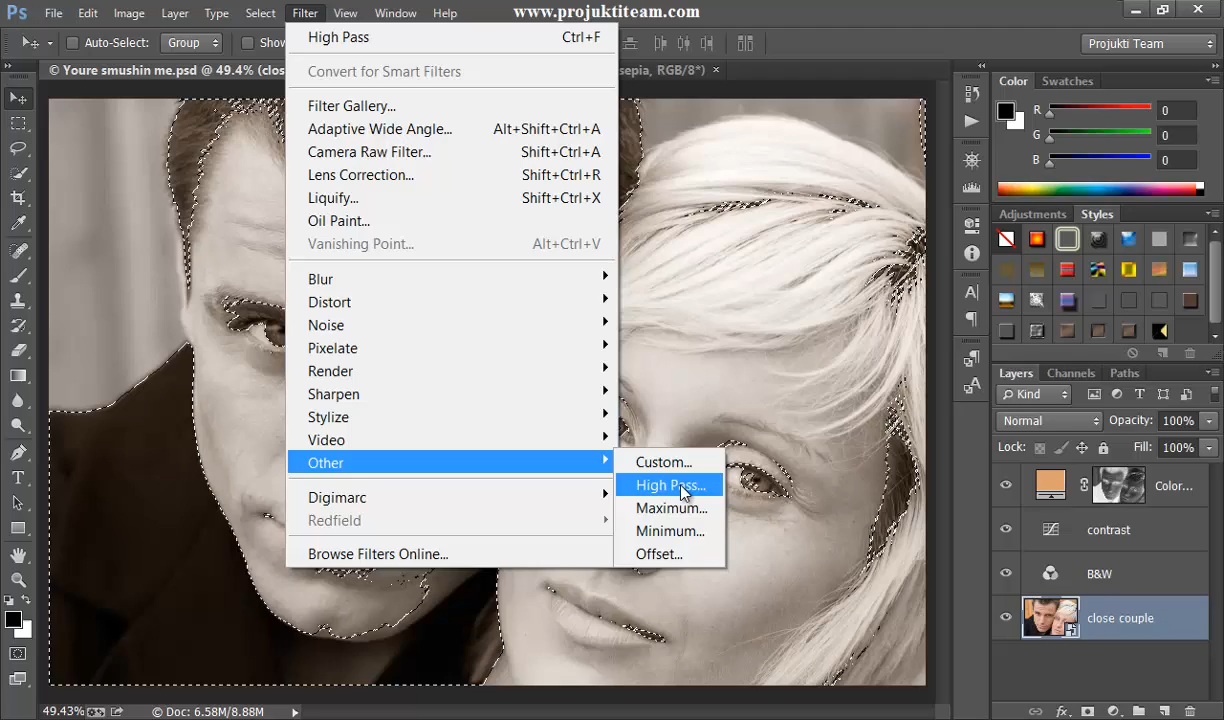 Ps File Edit Image Layer Type Select Filter View Window Help www.projuktiteam.com
Auto-Select: Group Projekti Team
© Youre smushin me.psd @ 49.4% (clos sepia, RGB/8*) ×
High Pass Ctrl+F
Convert for Smart Filters
Filter Gallery...
Adaptive Wide Angle... Alt+Shift+Ctrl+A
Camera Raw Filter... Shift+Ctrl+A
Lens Correction... Shift+Ctrl+R
Liquify... Shift+Ctrl+X
Oil Paint...
Vanishing Point... Alt+Ctrl+V
Blur
Distort
Noise
Pixelate
Render
Sharpen
Stylize
Video
Other
Digimarc
Redfield
Browse Filters Online...
Custom...
High Pass...
Maximum...
Minimum...
Offset...
Color Swatches
R 0
G 0
B 0
Adjustments Styles
Layers Channels Paths
Kind
Normal Opacity: 100%
Lock: Fill: 100%
Color...
contrast
B&W
close couple
49.43% © Doc: 6.58M/8.88M